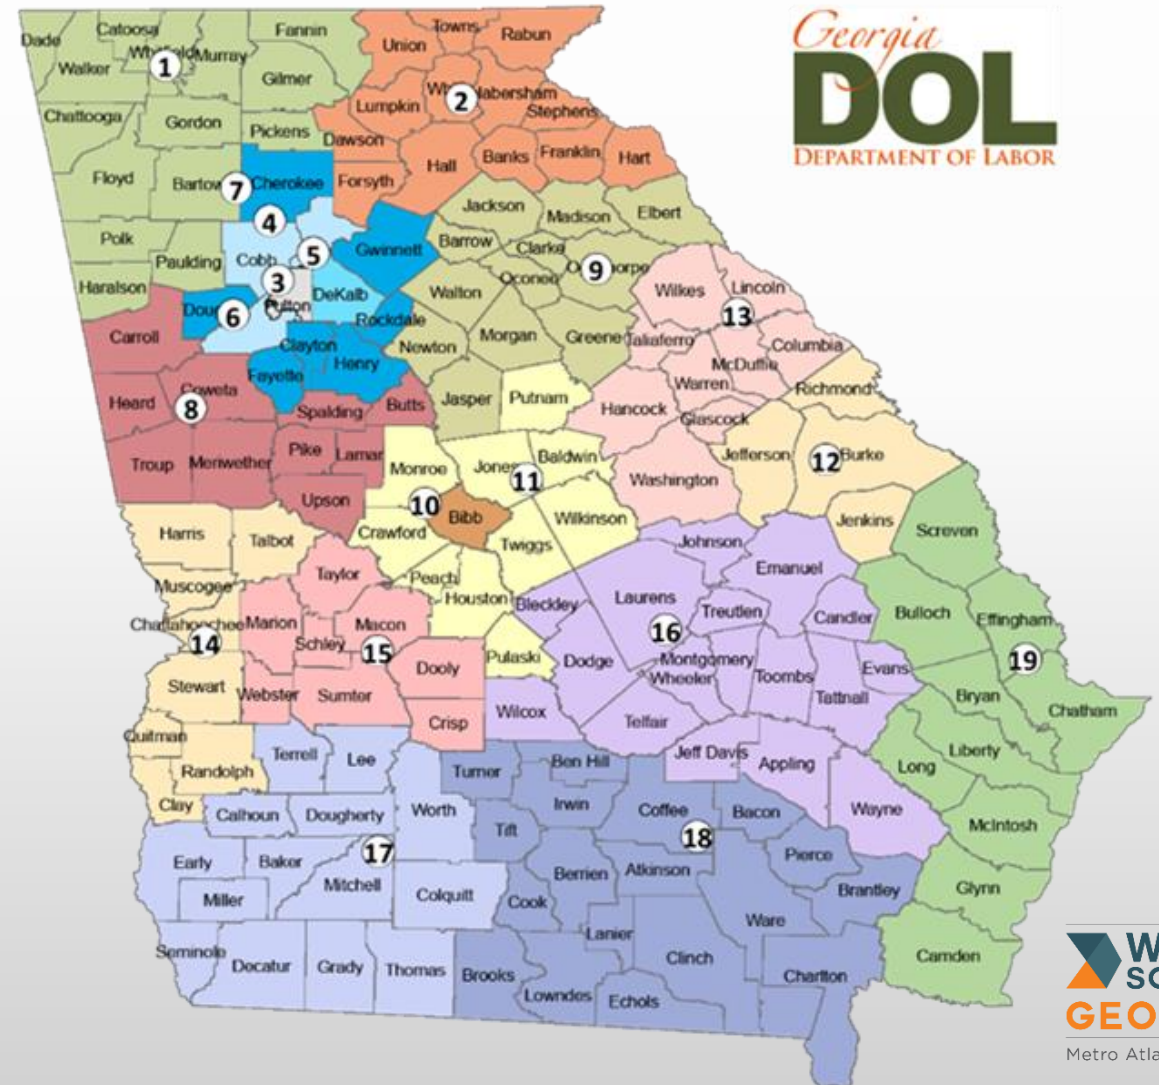 Georgia
DOL
DEPARTMENT OF LABOR
Dade
Catoosa
Murray
Fannin
Walker
Gilmer
Chattooga
Gordon
Pickens
Floyd
Polk
Paulding
Haralson
1
Towns
Rabun
Union
Lumpkin
Habersham
Stephens
Dawson
Hall
Banks
Franklin
Hart
Forsyth
2
7
Cherokee
4
5
Gwinnett
Cobb
3
Fulton
DeKalb
6
Rockdale
Clayton
Henry
Fayette
Jackson
Madison
Elbert
Barrow
Clarke
Oconee
9
Walton
Morgan
Greene
Newton
Jasper
Carroll
Heard
Coweta
8
Spalding
Butts
Troup
Meriwether
Pike
Lamar
Upson
Wilkes
Lincoln
13
Taliaferro
Columbia
McDuffie
Warren
Hancock
Glascock
Washington
Richmond
Jefferson
12
Burke
Jenkins
Putnam
Monroe
Jones
Baldwin
11
10
Bibb
Crawford
Wilkinson
Twiggs
Peach
Houston
Pulaski
Harris
Talbot
Muscogee
Chattahoochee
14
Stewart
Quitman
Randolph
Clay
Taylor
Marion
Macon
Schley
15
Dooly
Webster
Sumter
Crisp
Johnson
Emanuel
Bleckley
Laurens
Treutlen
Candler
16
Dodge
Montgomery
Wheeler
Toombs
Evans
Tattnall
Wilcox
Telfair
Jeff Davis
Appling
Wayne
Screven
Bulloch
Effingham
19
Bryan
Chatham
Liberty
Long
McIntosh
Glynn
Camden
Terrell
Lee
Calhoun
Dougherty
Worth
Early
Baker
17
Mitchell
Miller
Colquitt
Seminole
Decatur
Grady
Thomas
Turner
Ben Hill
Irwin
Coffee
Bacon
Tift
18
Pierce
Berrien
Atkinson
Brantley
Cook
Ware
Lanier
Clinch
Charlton
Brooks
Lowndes
Echols
GEO
Metro Atla